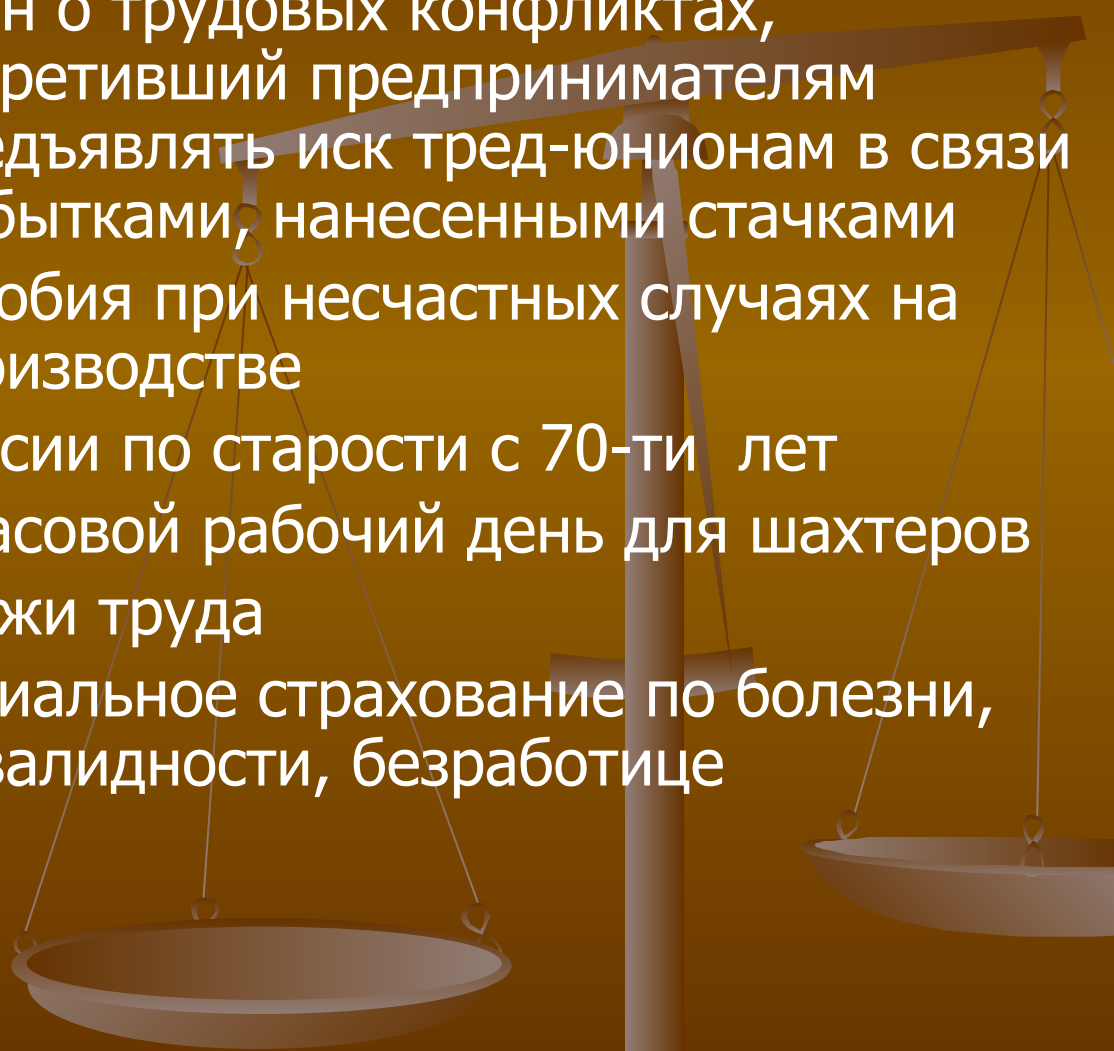 н о трудовых конфликтах,
ретивший предпринимателям
едъявлять иск тред-юнионам в связи
бытками, нанесенными стачками
обия при несчастных случаях на
оизводстве
сии по старости с 70-ти лет
асовой рабочий день для шахтеров
жи труда
иальное страхование по болезни,
валидности, безработице